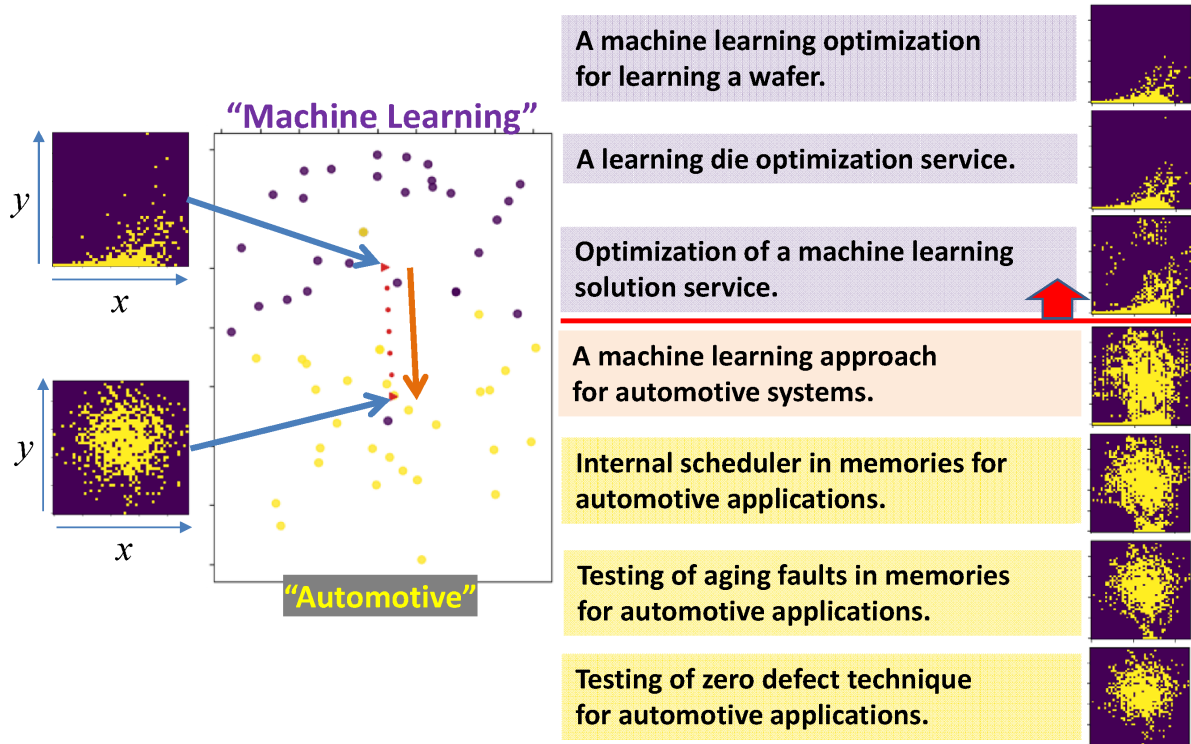 “Machine Learning”
y
x
y
x
“Automotive”
A machine learning optimization
for learning a wafer.
A learning die optimization service.
Optimization of a machine learning
solution service.
A machine learning approach
for automotive systems.
Internal scheduler in memories for
automotive applications.
Testing of aging faults in memories
for automotive applications.
Testing of zero defect technique
for automotive applications.